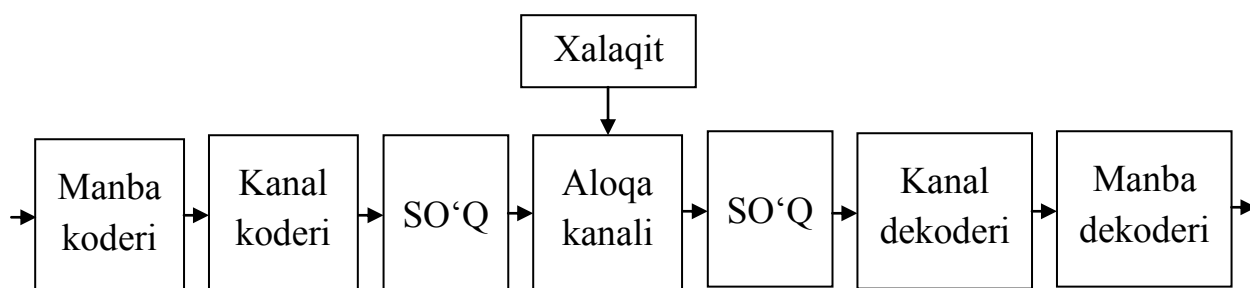 Xalaqit
Manba
koderi
Kanal
koderi
SO‘Q
Aloqa
kanali
SO‘Q
Kanal
dekoderi
Manba
dekoderi